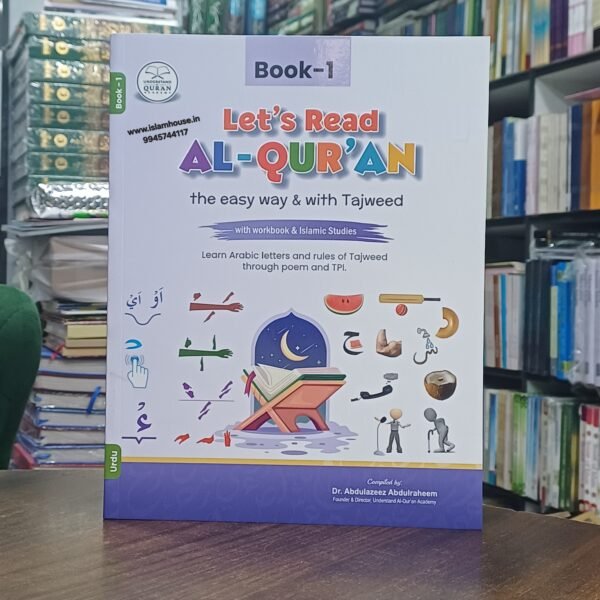 Book-1
Book - 1
UNDERSTAND
QURAN
ACADEMY
www.islamhouse.in
9945744117
Let's Read
AL-QUR'AN
the easy way & with Tajweed
with workbook & Islamic Studies
Learn Arabic letters and rules of Tajweed
through poem and TPI.
اَوْ اَيْ
ج
Urdu
Compiled by:
Dr. Abdulazeez Abdulraheem
Founder & Director, Understand Al-Qur'an Academy